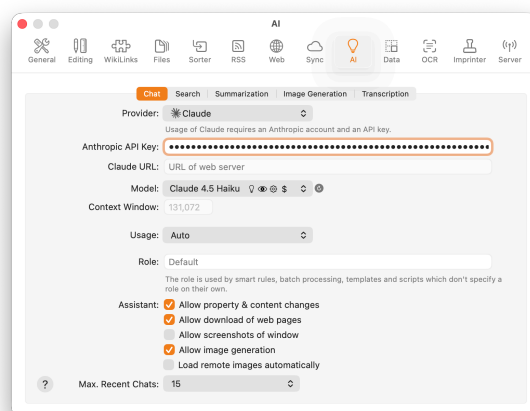 AI
General Editing WikiLinks Files Sorter RSS Web Sync AI Data OCR Imprinter Server
Chat Search Summarization Image Generation Transcription
Provider: Claude
Usage of Claude requires an Anthropic account and an API key.
Anthropic API Key: ••••••••••••••••••••••••••••••••••••••••••••••••••••••
Claude URL: URL of web server
Model: Claude 4.5 Haiku $
Context Window: 131,072
Usage: Auto
Role: Default
The role is used by smart rules, batch processing, templates and scripts which don't specify a
role on their own.
Assistant: Allow property & content changes
Allow download of web pages
Allow screenshots of window
Allow image generation
Load remote images automatically
? Max. Recent Chats: 15